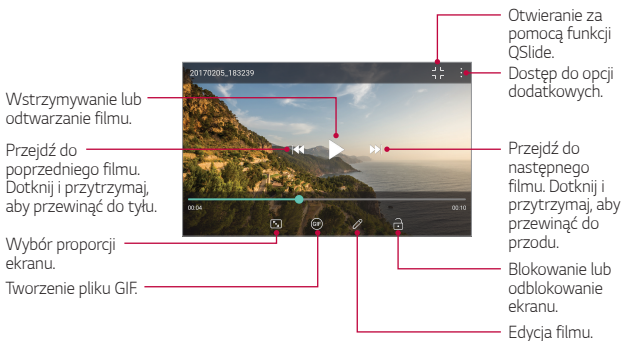 Otwieranie za
pomocą funkcji
QSlide.
Dostęp do opcji
dodatkowych.
20170205_183239
Wstrzymywanie lub
odtwarzanie filmu.
Przejdź do
poprzedniego filmu.
Dotknij i przytrzymaj,
aby przewinąć do tyłu.
Przejdź do
następnego
filmu. Dotknij i
przytrzymaj, aby
przewinąć do
przodu.
00:04
00:10
GIF
Wybór proporcji
ekranu.
Tworzenie pliku GIF.
Blokowanie lub
odblokowanie
ekranu.
Edycja filmu.